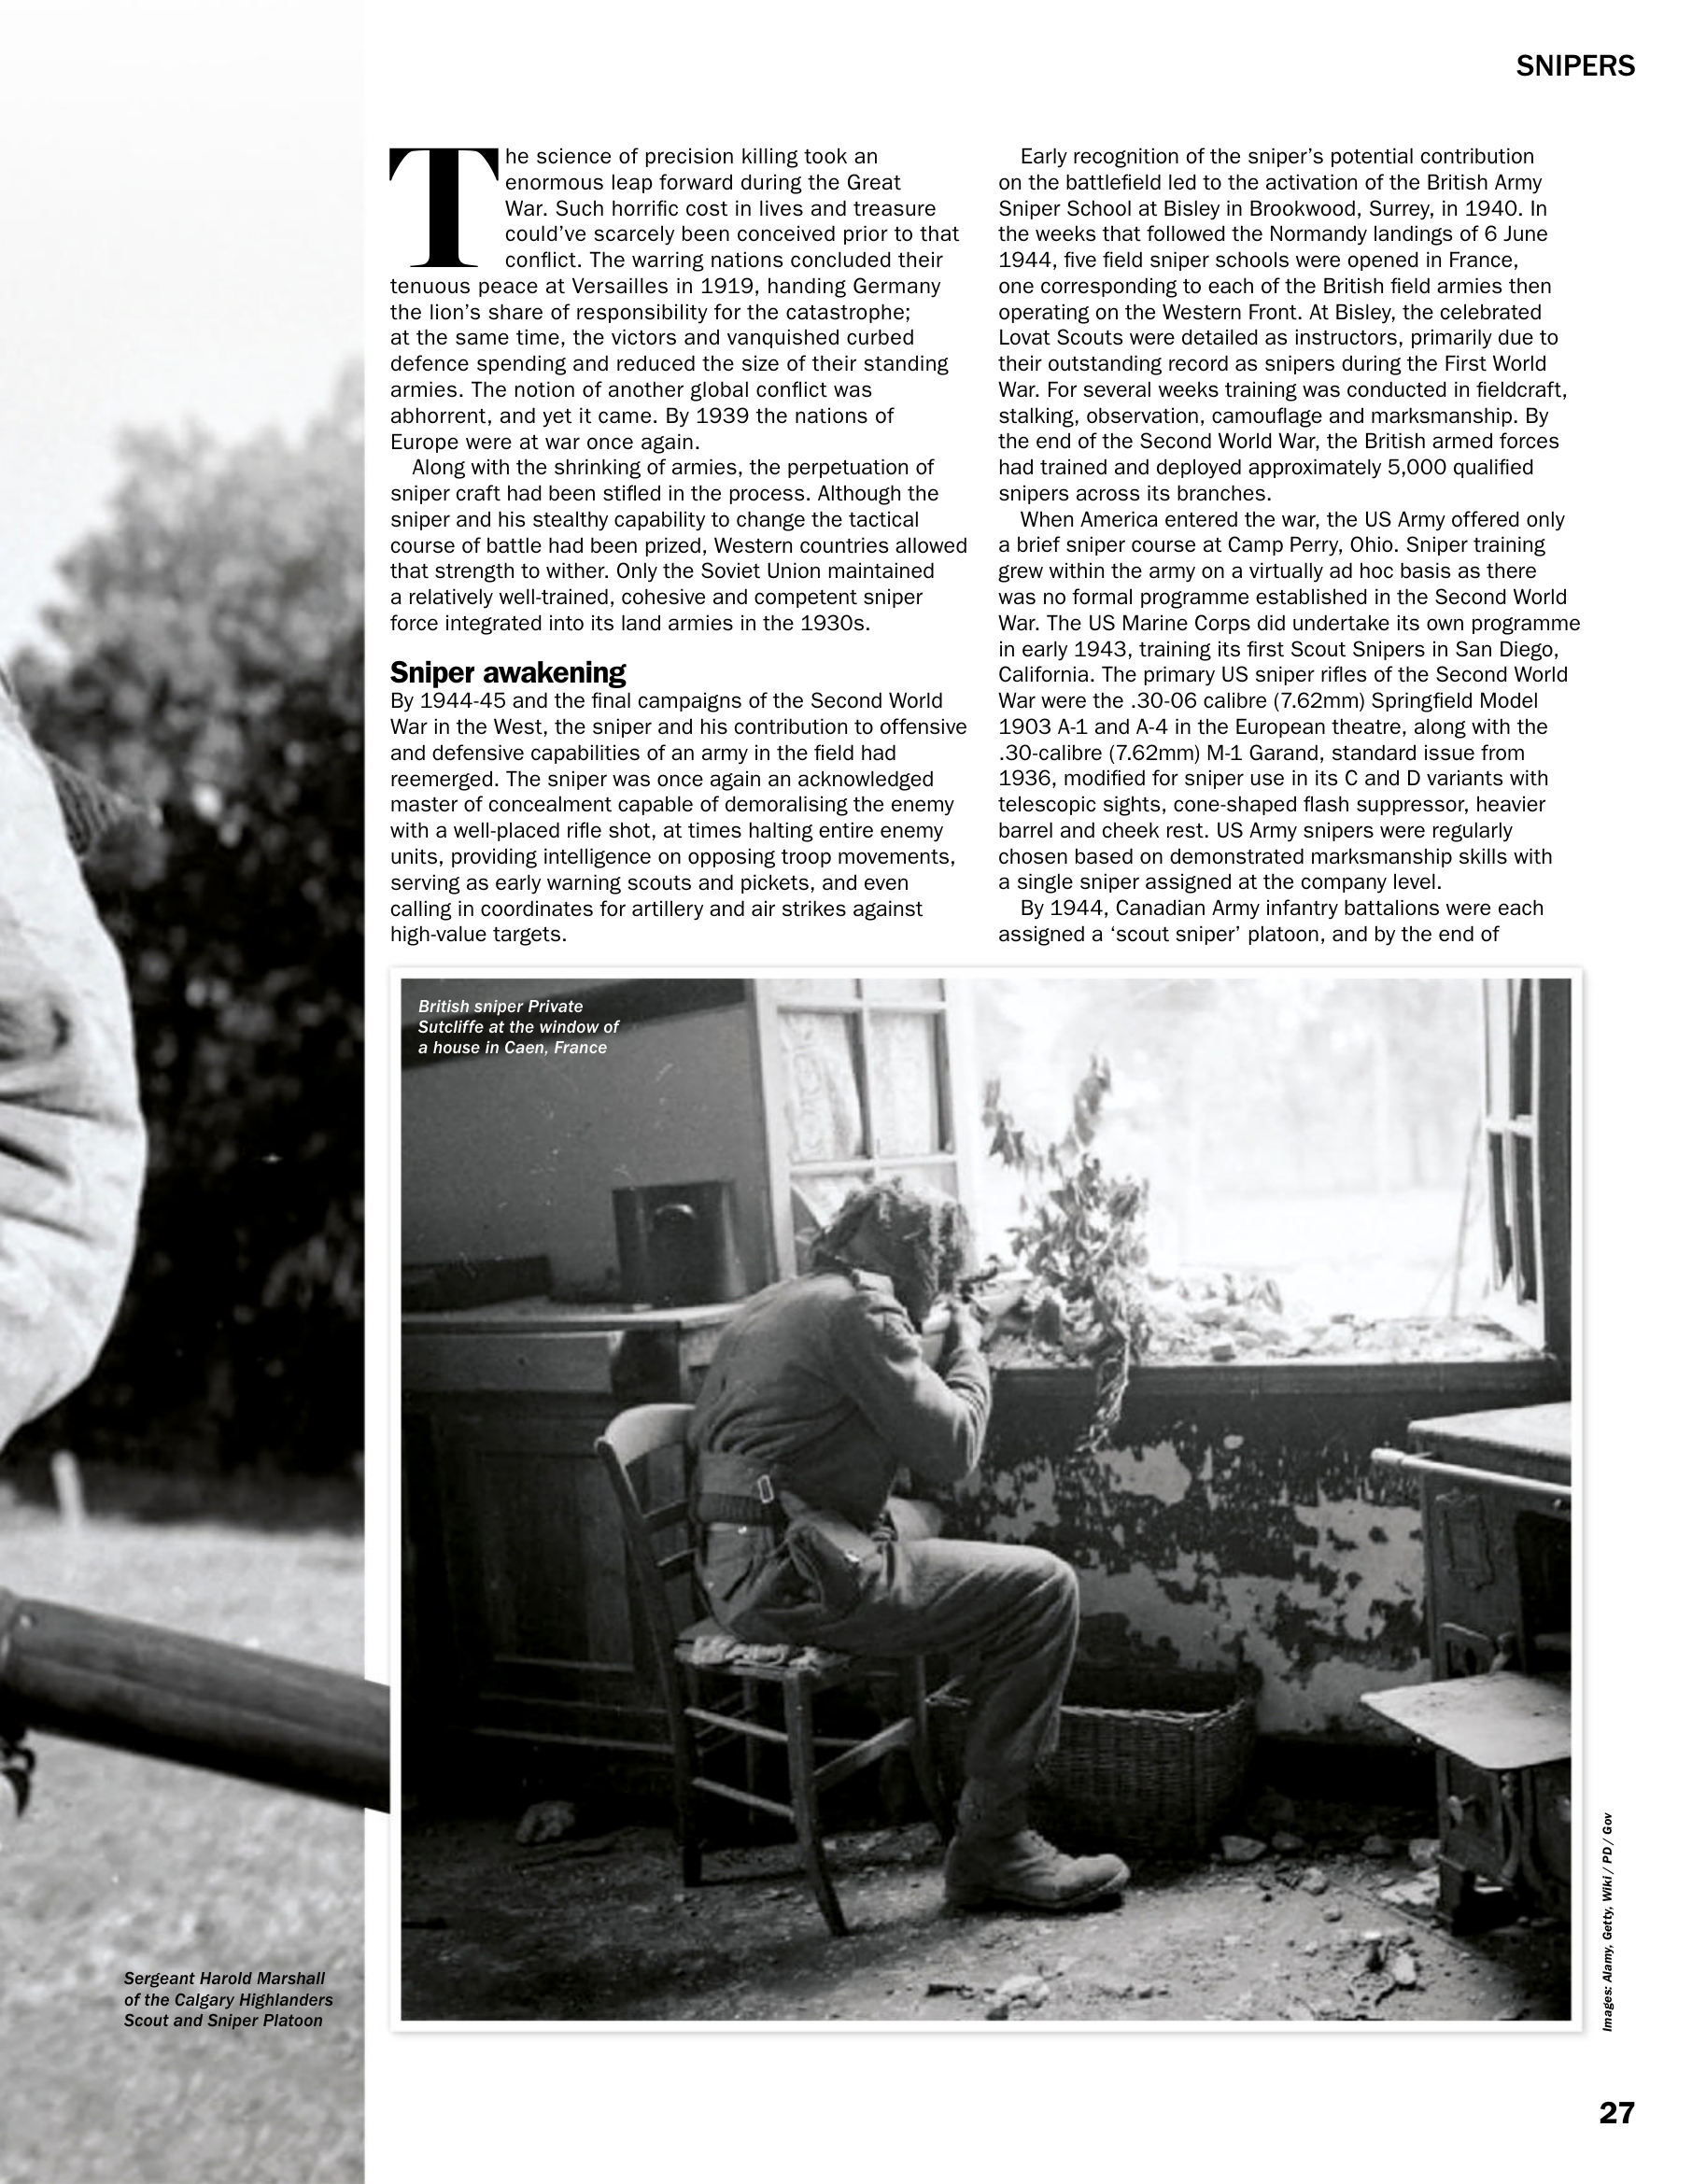 SNIPERS
The science of precision killing took an
enormous leap forward during the Great
War. Such horrific cost in lives and treasure
could've scarcely been conceived prior to that
conflict. The warring nations concluded their
tenuous peace at Versailles in 1919, handing Germany
the lion's share of responsibility for the catastrophe;
at the same time, the victors and vanquished curbed
defence spending and reduced the size of their standing
armies. The notion of another global conflict was
abhorrent, and yet it came. By 1939 the nations of
Europe were at war once again.
Along with the shrinking of armies, the perpetuation of
sniper craft had been stifled in the process. Although the
sniper and his stealthy capability to change the tactical
course of battle had been prized, Western countries allowed
that strength to wither. Only the Soviet Union maintained
a relatively well-trained, cohesive and competent sniper
force integrated into its land armies in the 1930s.
Sniper awakening
By 1944-45 and the final campaigns of the Second World
War in the West, the sniper and his contribution to offensive
and defensive capabilities of an army in the field had
reemerged. The sniper was once again an acknowledged
master of concealment capable of demoralising the enemy
with a well-placed rifle shot, at times halting entire enemy
units, providing intelligence on opposing troop movements,
serving as early warning scouts and pickets, and even
calling in coordinates for artillery and air strikes against
high-value targets.
Early recognition of the sniper's potential contribution
on the battlefield led to the activation of the British Army
Sniper School at Bisley in Brookwood, Surrey, in 1940. In
the weeks that followed the Normandy landings of 6 June
1944, five field sniper schools were opened in France,
one corresponding to each of the British field armies then
operating on the Western Front. At Bisley, the celebrated
Lovat Scouts were detailed as instructors, primarily due to
their outstanding record as snipers during the First World
War. For several weeks training was conducted in fieldcraft,
stalking, observation, camouflage and marksmanship. By
the end of the Second World War, the British armed forces
had trained and deployed approximately 5,000 qualified
snipers across its branches.
When America entered the war, the US Army offered only
a brief sniper course at Camp Perry, Ohio. Sniper training
grew within the army on a virtually ad hoc basis as there
was no formal programme established in the Second World
War. The US Marine Corps did undertake its own programme
in early 1943, training its first Scout Snipers in San Diego,
California. The primary US sniper rifles of the Second World
War were the .30-06 calibre (7.62mm) Springfield Model
1903 A-1 and A-4 in the European theatre, along with the
.30-calibre (7.62mm) M-1 Garand, standard issue from
1936, modified for sniper use in its C and D variants with
telescopic sights, cone-shaped flash suppressor, heavier
barrel and cheek rest. US Army snipers were regularly
chosen based on demonstrated marksmanship skills with
a single sniper assigned at the company level.
By 1944, Canadian Army infantry battalions were each
assigned a 'scout sniper' platoon, and by the end of
British sniper Private
Sutcliffe at the window of
a house in Caen, France
Sergeant Harold Marshall
of the Calgary Highlanders
Scout and Sniper Platoon
Images: Alamy, Getty, Wiki / PD / Gov
27